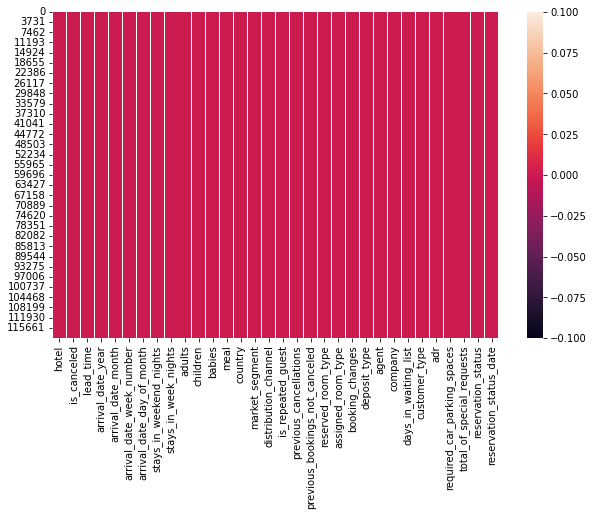 0
3731
7462
11193
14924
18655
22386
26117
29848
33579
37310
41041
44772
48503
52234
55965
59696
63427
67158
70889
74620
78351
82082
85813
89544
93275
97006
100737
104468
108199
111930
115661
hotel
is_canceled
lead_time
arrival_date_year
arrival_date_month
arrival_date_week_number
arrival_date_day_of_month
stays_in_weekend_nights
stays_in_week_nights
adults
children
babies
meal
country
market_segment
distribution_channel
is_repeated_guest
previous_cancellations
previous_bookings_not_canceled
reserved_room_type
assigned_room_type
booking_changes
deposit_type
agent
company
days_in_waiting_list
customer_type
adr
required_car_parking_spaces
total_of_special_requests
reservation_status
reservation_status_date
0.100
0.075
0.050
0.025
0.000
−0.025
−0.050
−0.075
−0.100